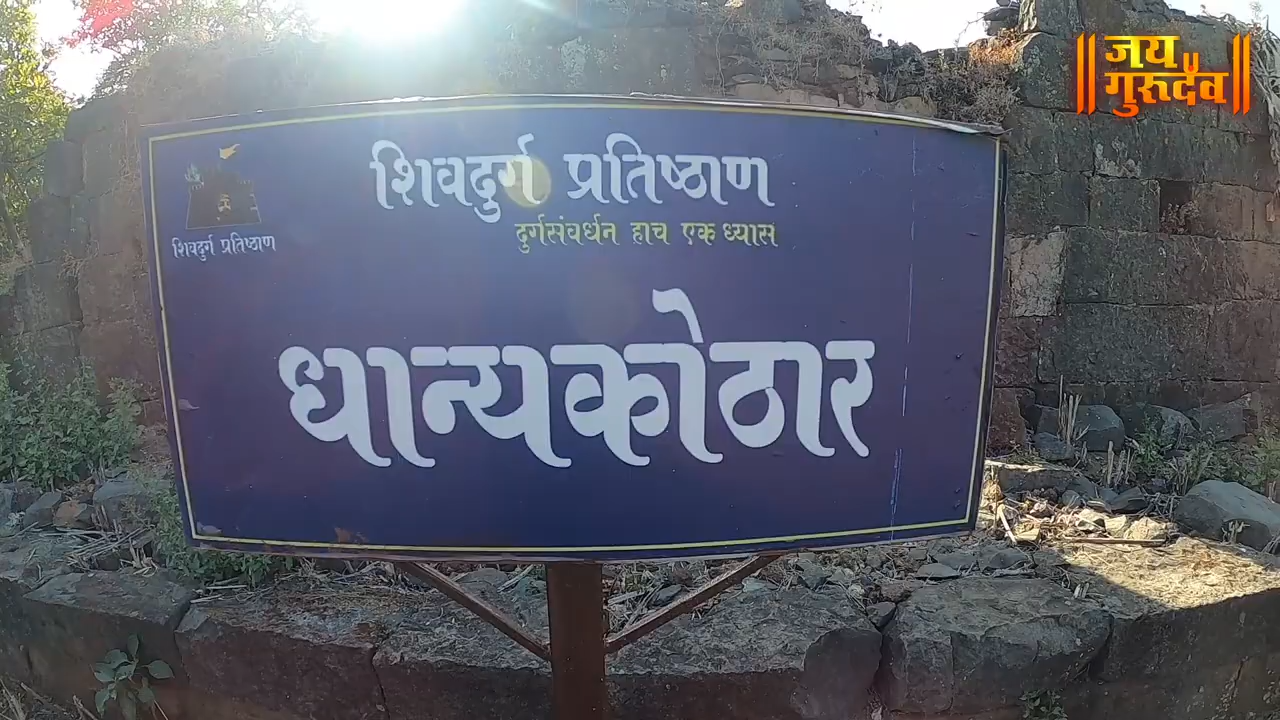 जय
गुरूदेव
शिवदुर्ग प्रतिष्ठाण
दुर्गसंवर्धन हाच एक ध्यास
शिवदुर्ग प्रतिष्ठाण
धान्यकोठार